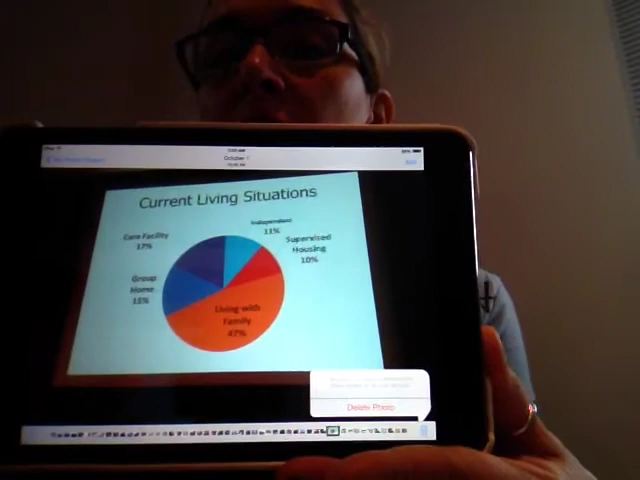 October
Current Living Situations
Independent
11%
Care Facility
17%
Supervised
Housing
10%
Group
Home
15%
Living with
Family
47%
Delete Photo